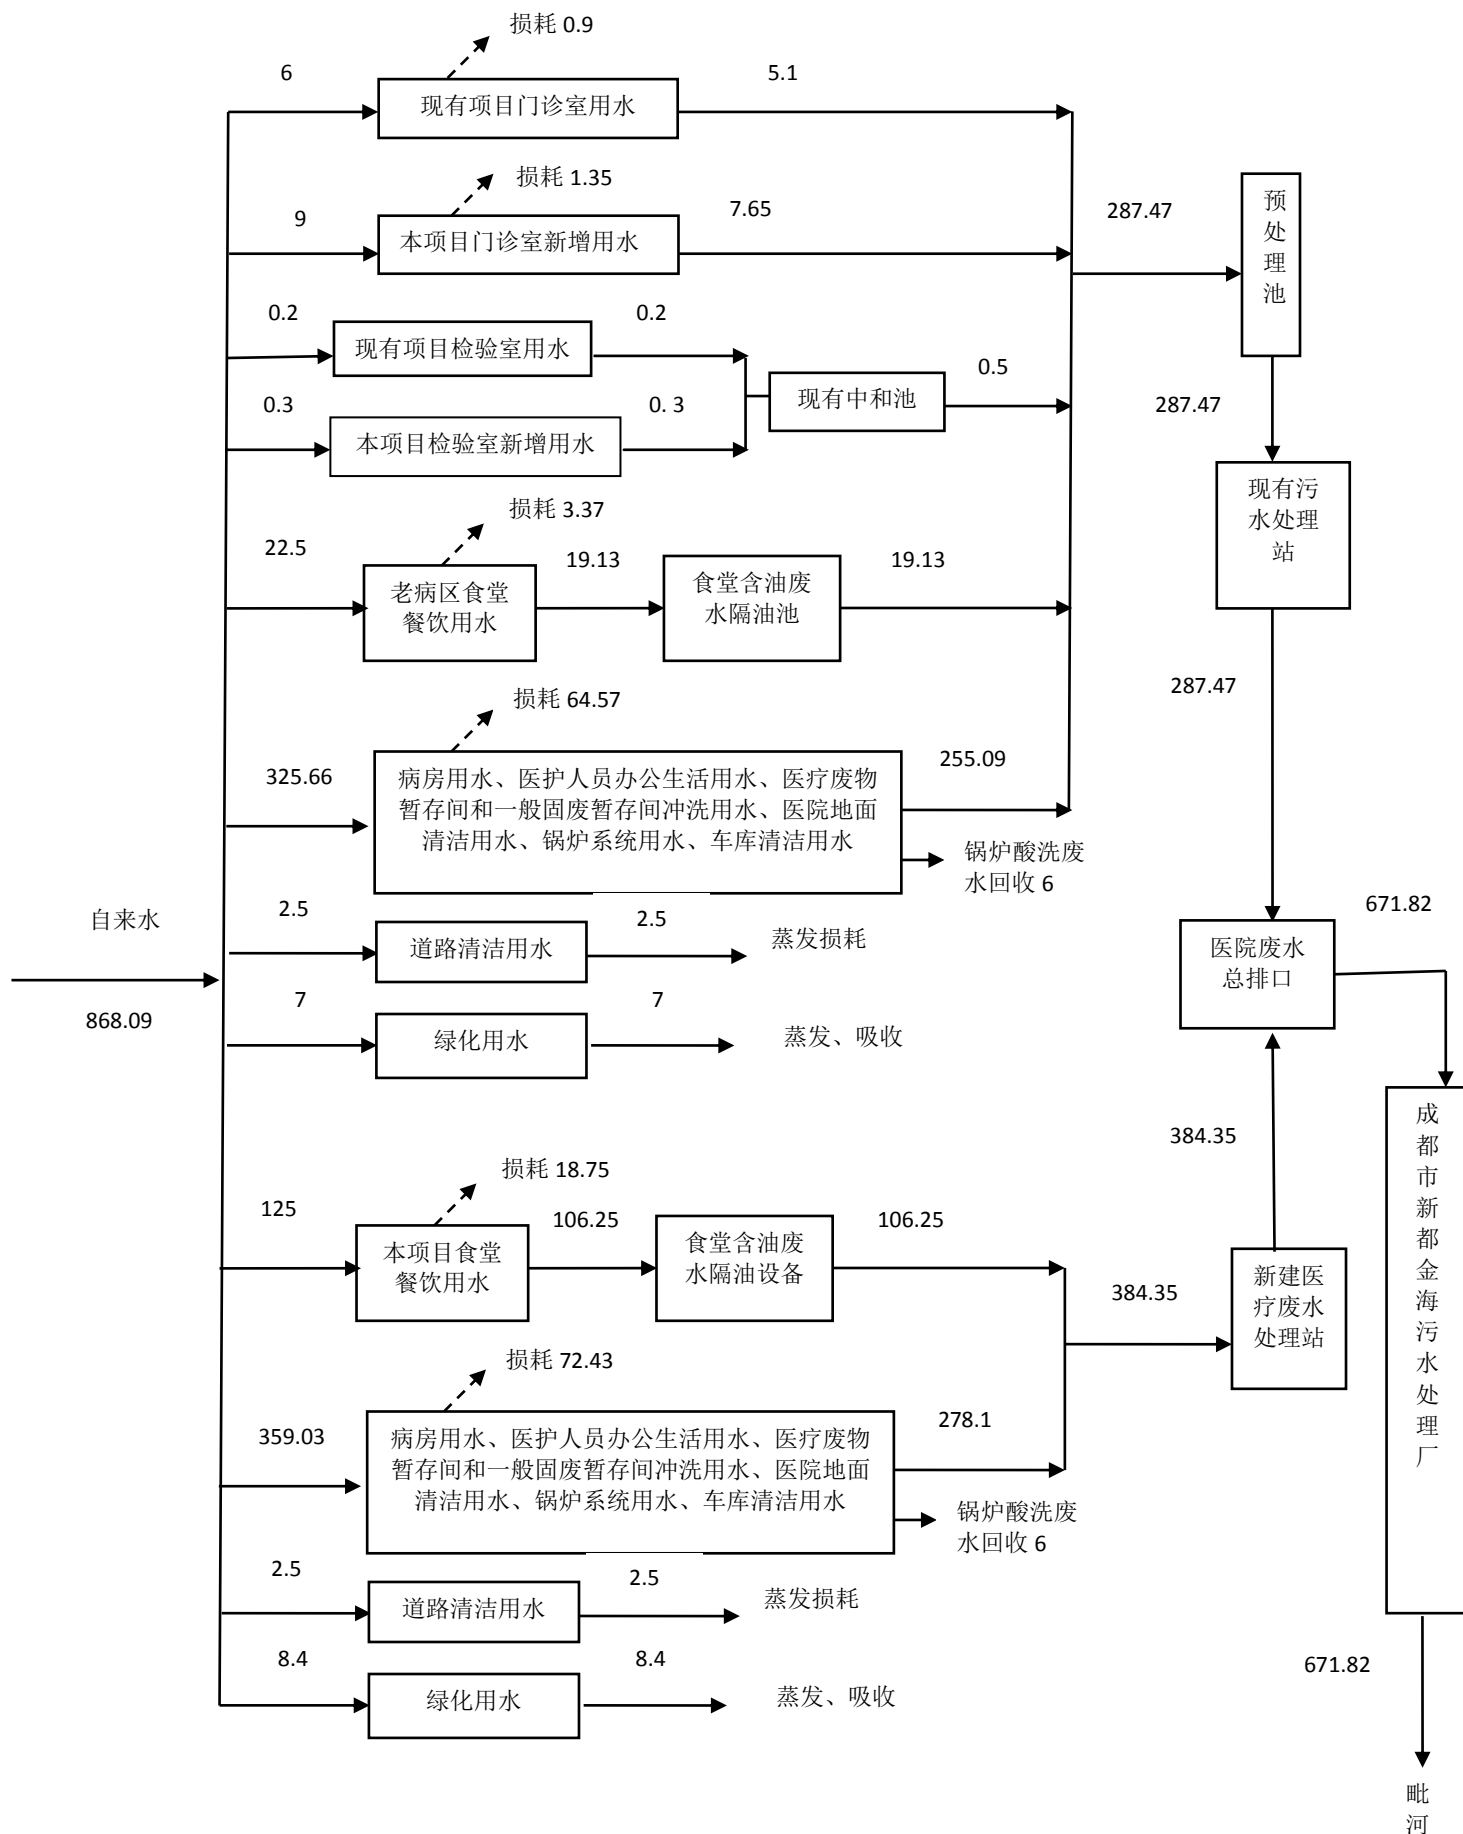 损耗 0.9
6
5.1
现有项目门诊室用水
损耗 1.35
9
7.65
本项目门诊室新增用水
287.47
预
处
理
池
0.2
0.2
现有项目检验室用水
0.5
现有中和池
0.3
0. 3
本项目检验室新增用水
287.47
现有污
水处理
站
损耗 3.37
22.5
19.13
19.13
老病区食堂
餐饮用水
食堂含油废
水隔油池
287.47
损耗 64.57
325.66
255.09
病房用水、医护人员办公生活用水、医疗废物
暂存间和一般固废暂存间冲洗用水、医院地面
清洁用水、锅炉系统用水、车库清洁用水
锅炉酸洗废
水回收 6
自来水
868.09
2.5
2.5
道路清洁用水
蒸发损耗
671.82
医院废水
总排口
7
7
绿化用水
蒸发、吸收
384.35
成
都
市
新
都
金
海
污
水
处
理
厂
损耗 18.75
125
106.25
106.25
本项目食堂
餐饮用水
食堂含油废
水隔油设备
384.35
新建医
疗废水
处理站
损耗 72.43
359.03
278.1
病房用水、医护人员办公生活用水、医疗废物
暂存间和一般固废暂存间冲洗用水、医院地面
清洁用水、锅炉系统用水、车库清洁用水
锅炉酸洗废
水回收 6
2.5
2.5
道路清洁用水
蒸发损耗
8.4
8.4
绿化用水
蒸发、吸收
671.82
毗
河